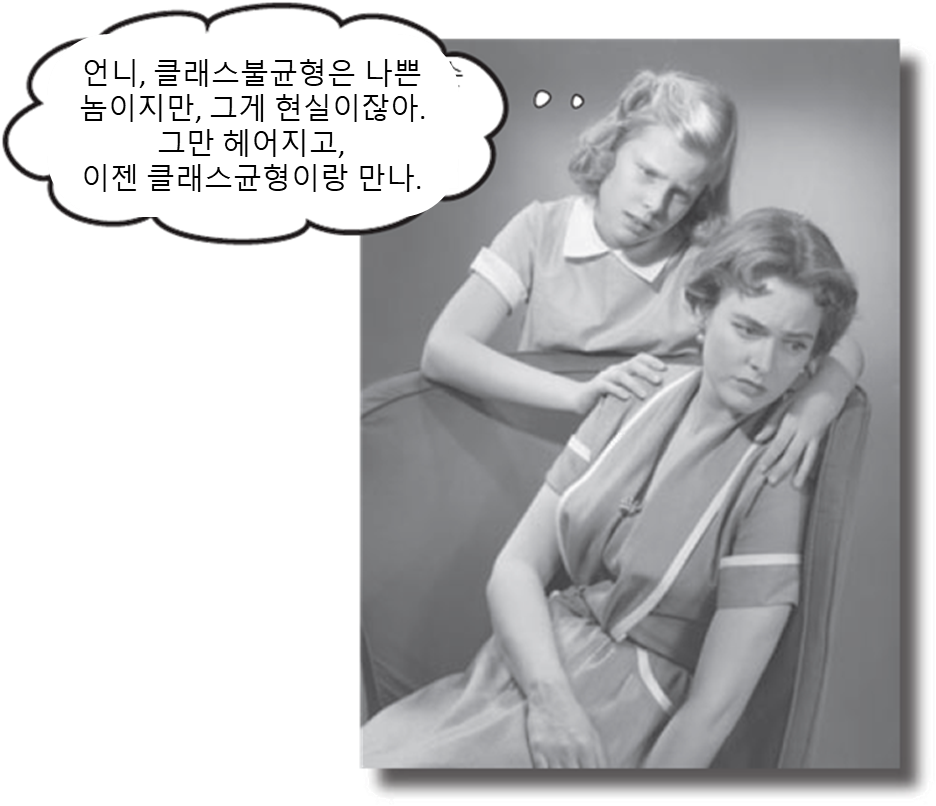 언니, 클래스불균형은 나쁜
놈이지만, 그게 현실이잖아.
그만 헤어지고,
이젠 클래스균형이랑 만나.